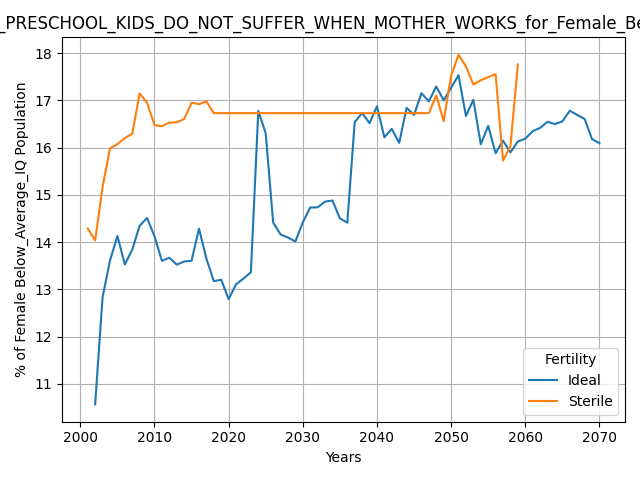 _PRESCHOOL_KIDS_DO_NOT_SUFFER_WHEN_MOTHER_WORKS_for_Female_Be
% of Female Below_Average_IQ Population
18
17
16
15
14
13
12
11
2000 2010 2020 2030 2040 2050 2060 2070
Years
Fertility
Ideal
Sterile